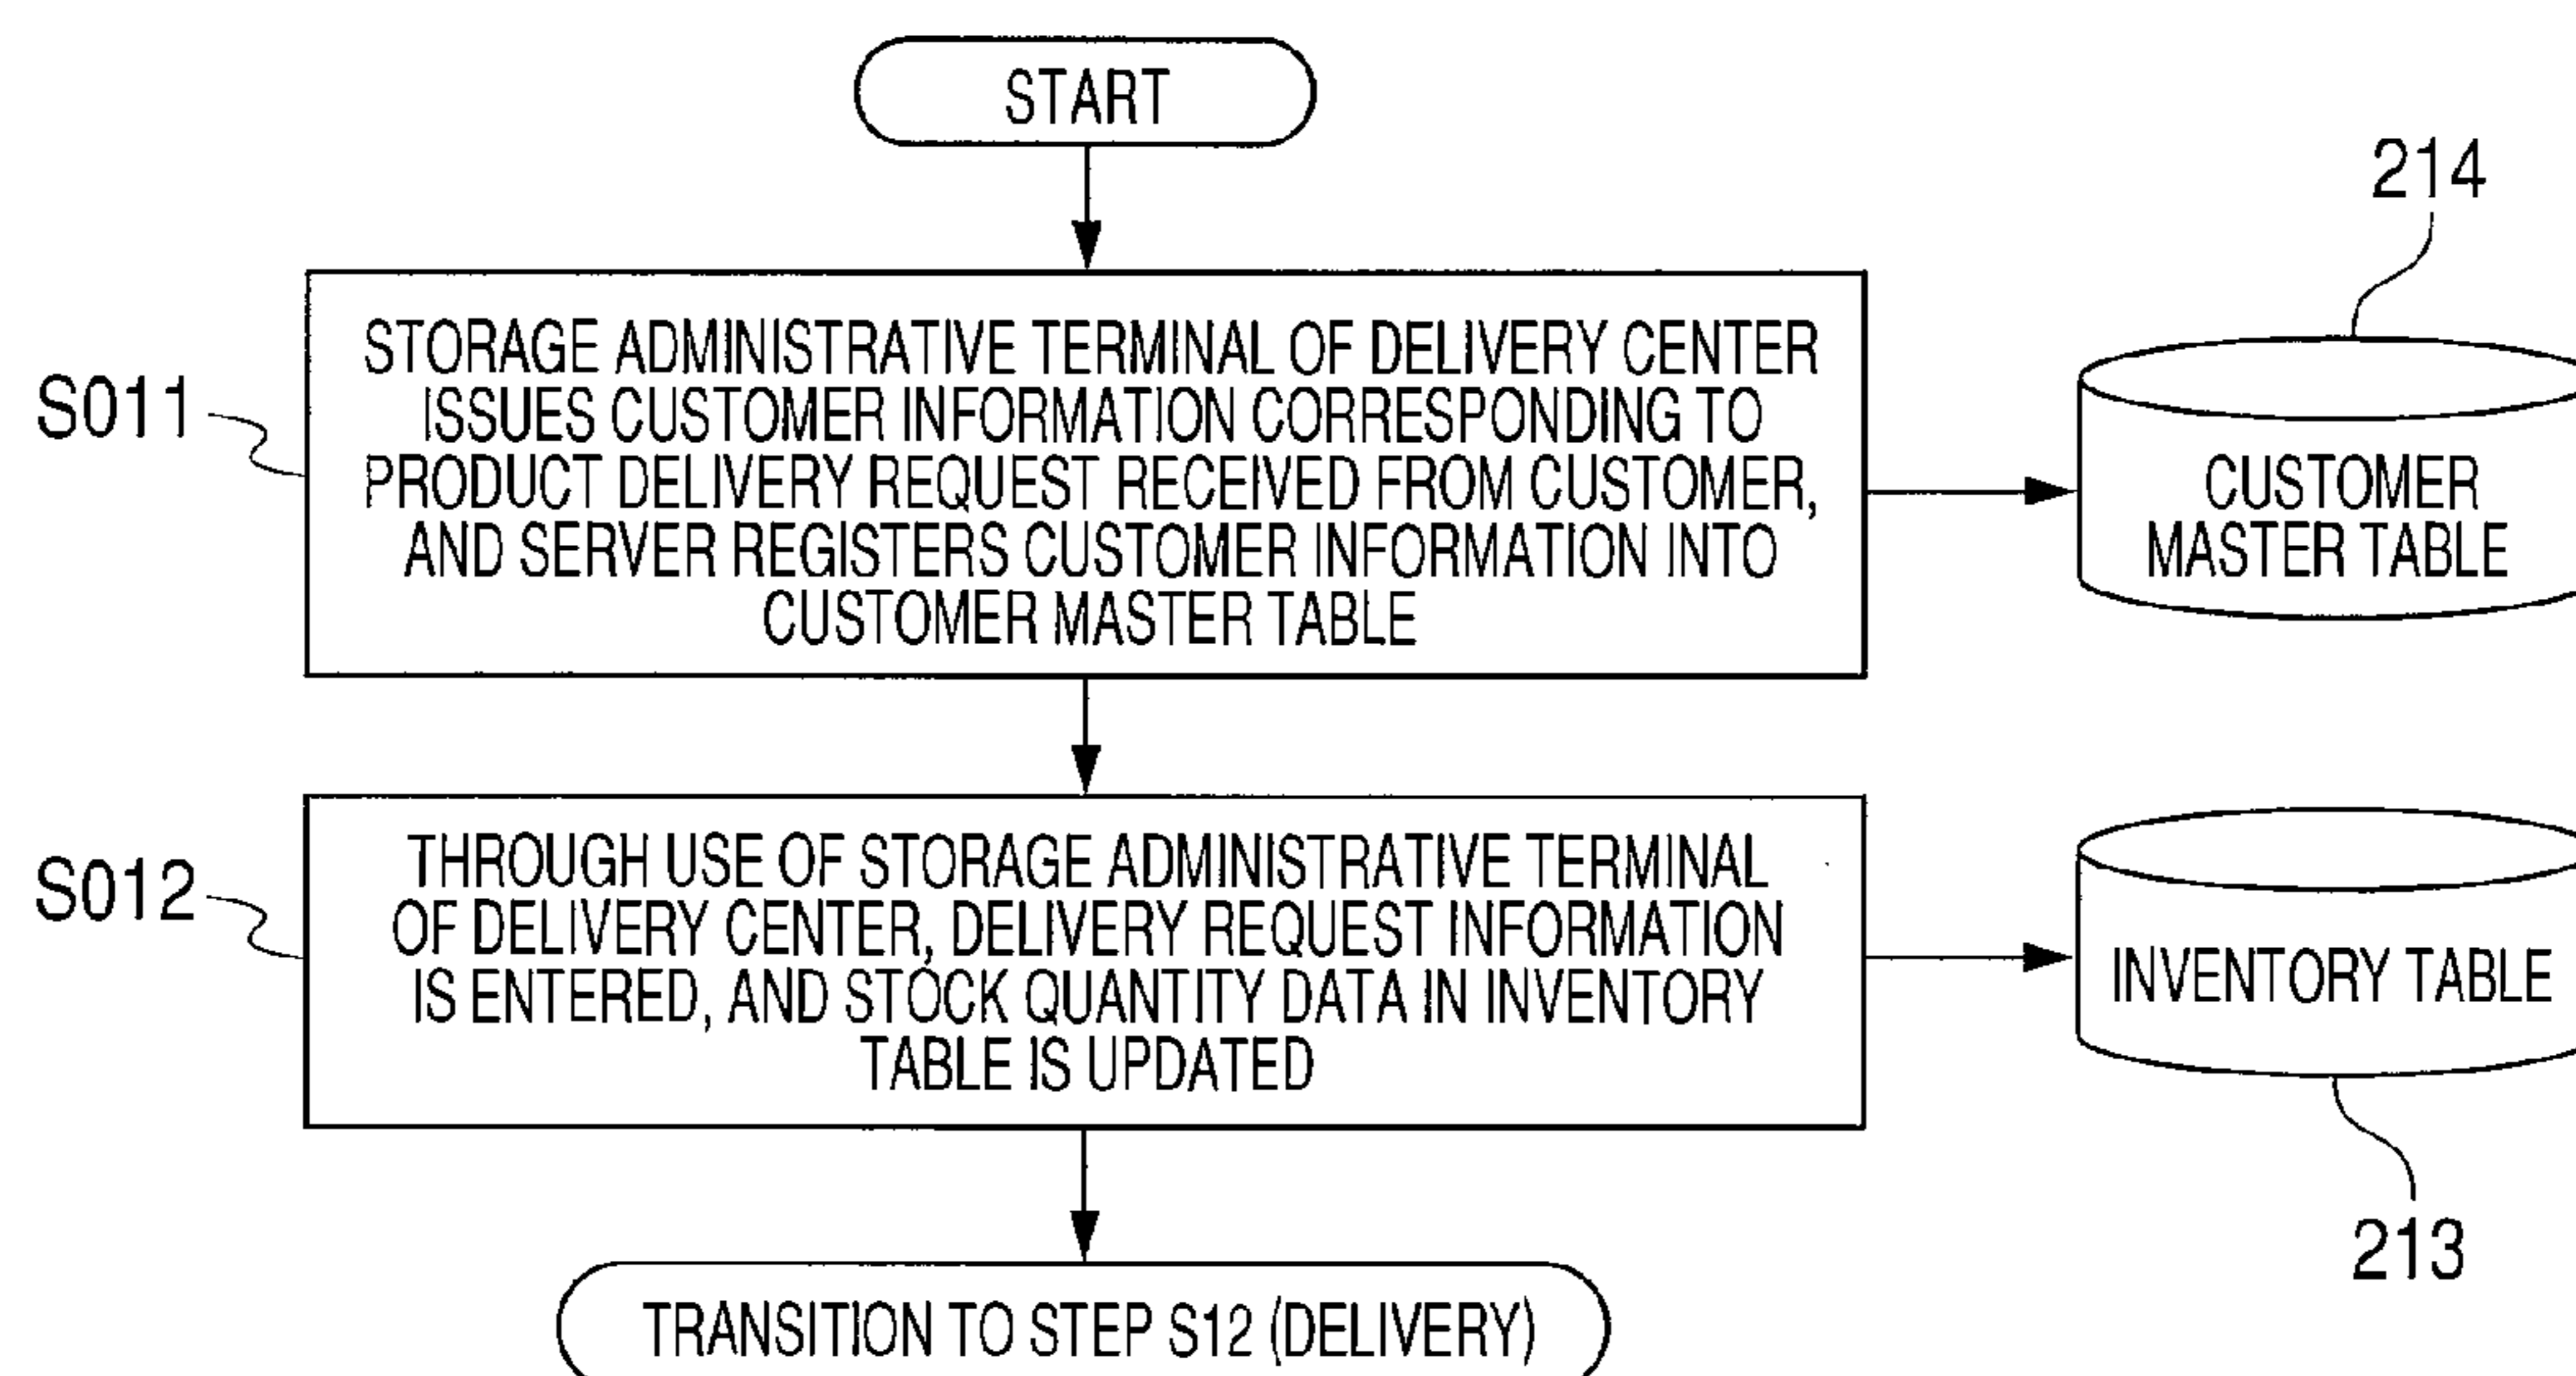 START
214
S011
STORAGE ADMINISTRATIVE TERMINAL OF DELIVERY CENTER
ISSUES CUSTOMER INFORMATION CORRESPONDING TO
PRODUCT DELIVERY REQUEST RECEIVED FROM CUSTOMER,
AND SERVER REGISTERS CUSTOMER INFORMATION INTO
CUSTOMER MASTER TABLE
CUSTOMER
MASTER TABLE
S012
THROUGH USE OF STORAGE ADMINISTRATIVE TERMINAL
OF DELIVERY CENTER, DELIVERY REQUEST INFORMATION
IS ENTERED, AND STOCK QUANTITY DATA IN INVENTORY
TABLE IS UPDATED
INVENTORY TABLE
213
TRANSITION TO STEP S12 (DELIVERY)